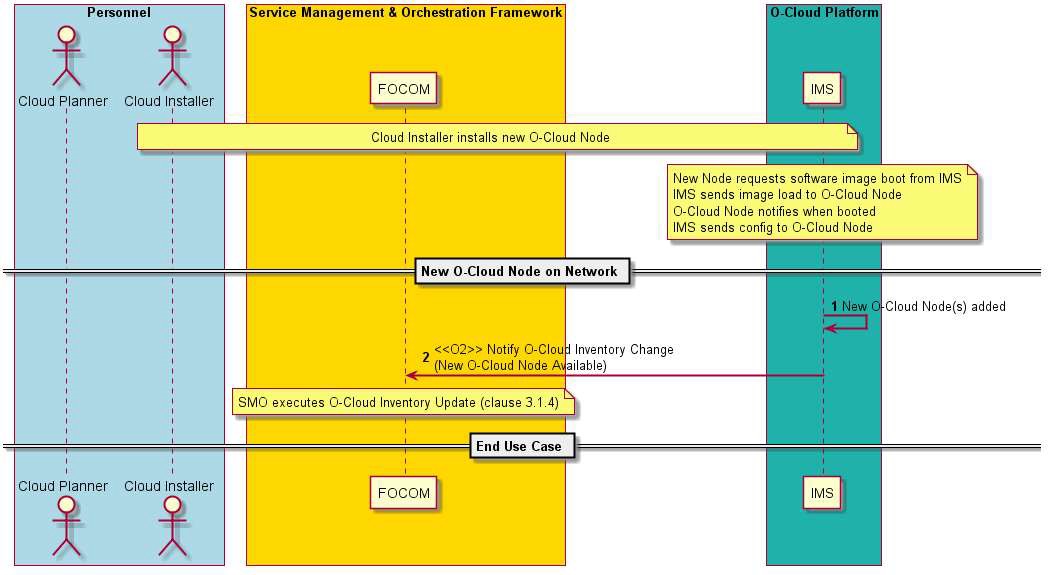 Personnel
Service Management & Orchestration Framework
O-Cloud Platform
Cloud Planner
Cloud Installer
FOCOM
IMS
Cloud Installer installs new O-Cloud Node
New Node requests software image boot from IMS
IMS sends image load to O-Cloud Node
O-Cloud Node notifies when booted
IMS sends config to O-Cloud Node
New O-Cloud Node on Network
1 New O-Cloud Node(s) added
2 <<O2>> Notify O-Cloud Inventory Change
(New O-Cloud Node Available)
SMO executes O-Cloud Inventory Update (clause 3.1.4)
End Use Case
Cloud Planner
Cloud Installer
FOCOM
IMS